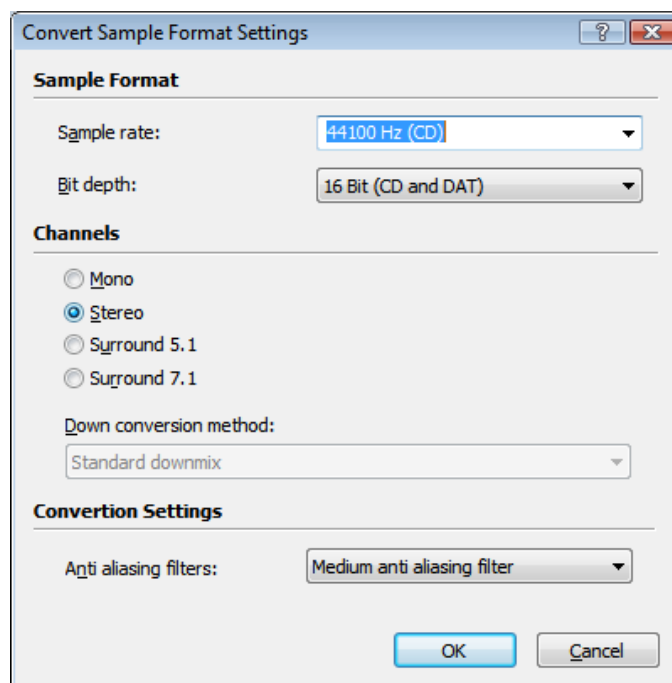 Convert Sample Format Settings
Sample Format
Sample rate: 44100 Hz (CD)
Bit depth: 16 Bit (CD and DAT)
Channels
Mono
Stereo
Surround 5.1
Surround 7.1
Down conversion method:
Standard downmix
Convertion Settings
Anti aliasing filters: Medium anti aliasing filter
OK Cancel